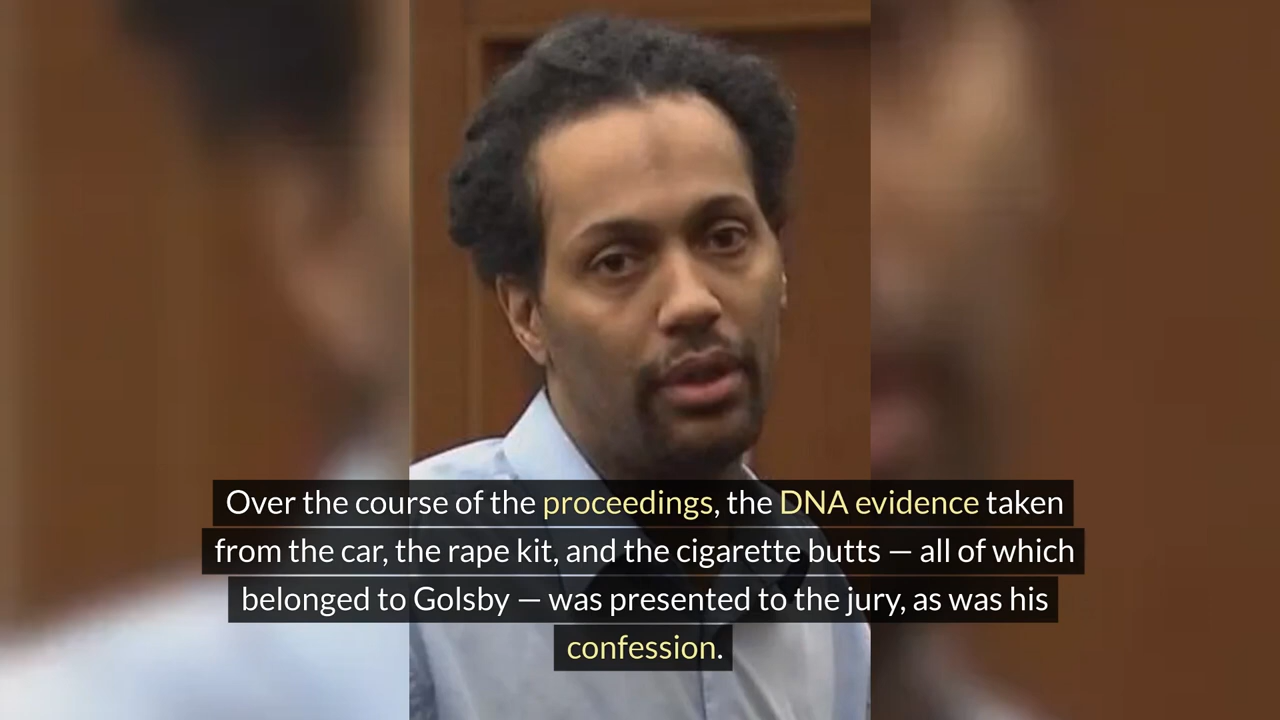 Over the course of the proceedings, the DNA evidence taken
from the car, the rape kit, and the cigarette butts — all of which
belonged to Golsby — was presented to the jury, as was his
confession.